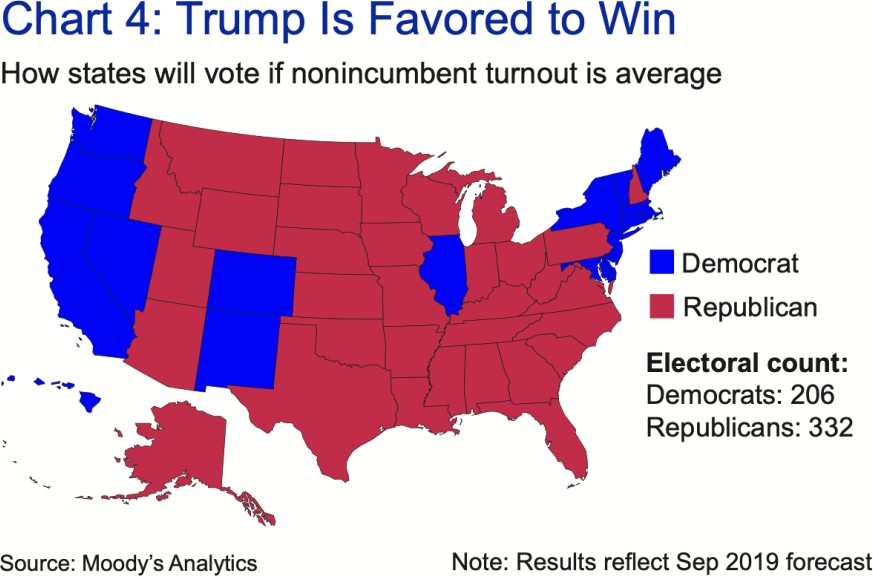 Chart 4: Trump Is Favored to Win
How states will vote if nonincumbent turnout is average
Democrat
Republican
Electoral count:
Democrats: 206
Republicans: 332
Source: Moody's Analytics
Note: Results reflect Sep 2019 forecast